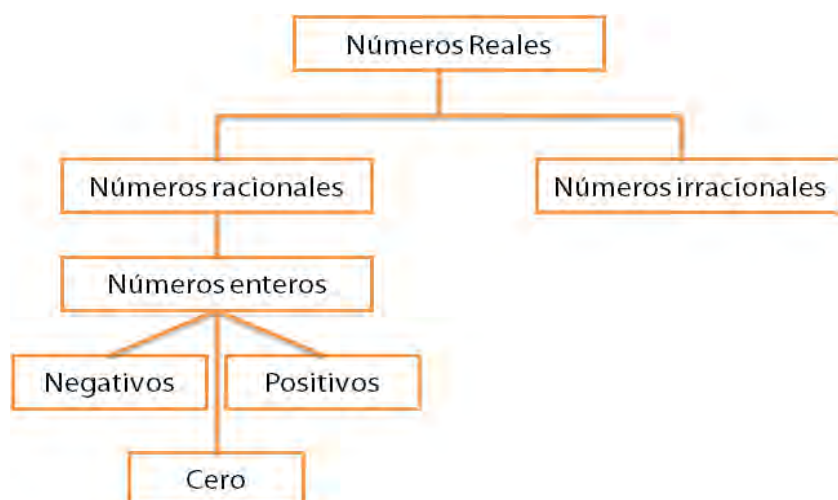 Números Reales
Números racionales
Números irracionales
Números enteros
Negativos
Positivos
Cero